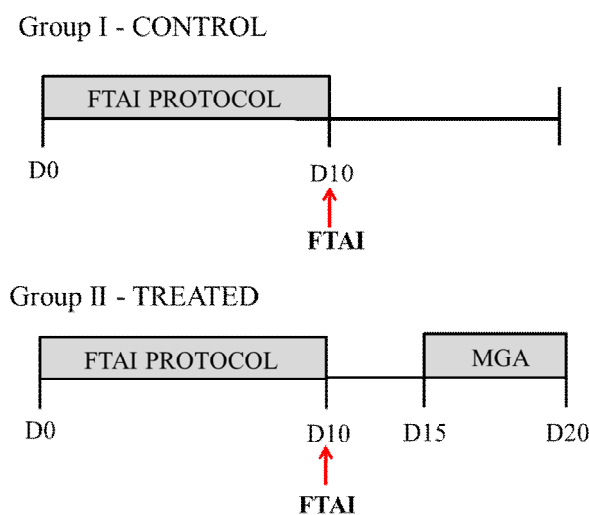 Group I - CONTROL
FTAI PROTOCOL
D0 D10
FTAI
Group II - TREATED
FTAI PROTOCOL MGA
D0 D10 D15 D20
FTAI